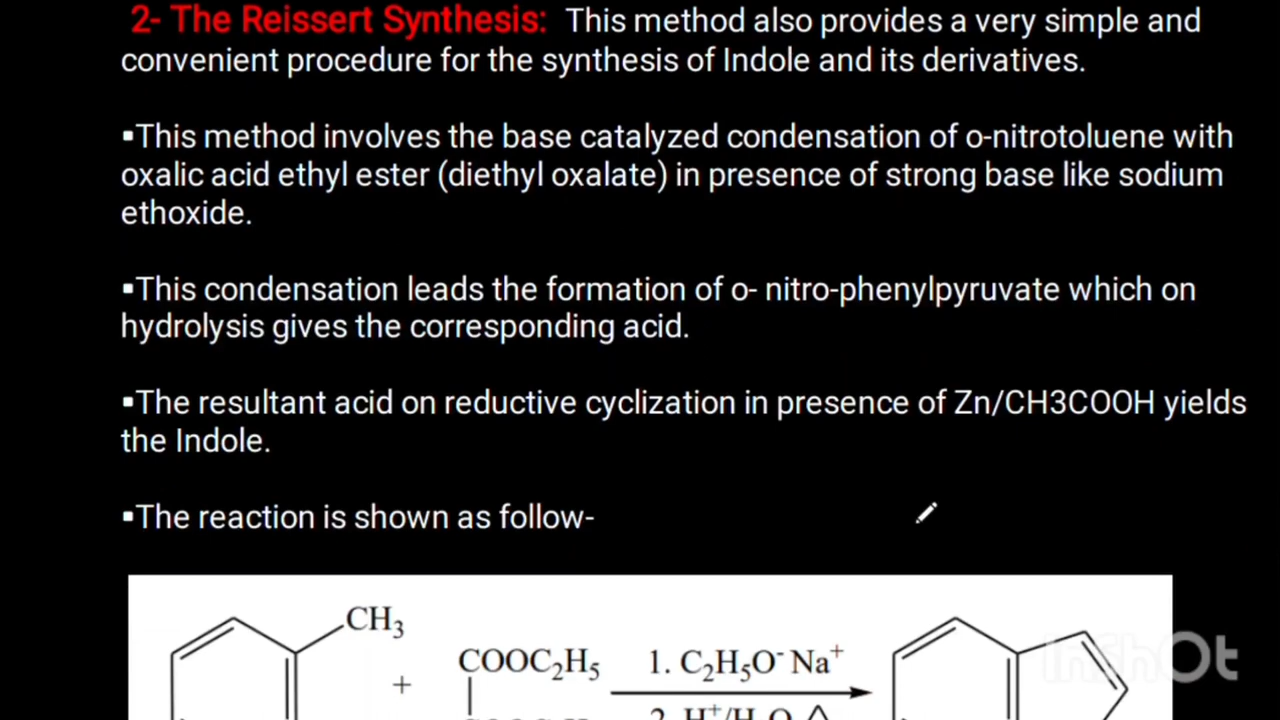 2- The Reissert Synthesis: This method also provides a very simple and
convenient procedure for the synthesis of Indole and its derivatives.
▪This method involves the base catalyzed condensation of o-nitrotoluene with
oxalic acid ethyl ester (diethyl oxalate) in presence of strong base like sodium
ethoxide.
▪This condensation leads the formation of o- nitro-phenylpyruvate which on
hydrolysis gives the corresponding acid.
▪The resultant acid on reductive cyclization in presence of Zn/CH3COOH yields
the Indole.
▪The reaction is shown as follow-
CH₃
COOC₂H₅
+
1. C₂H₅O⁻ Na⁺
InShOt